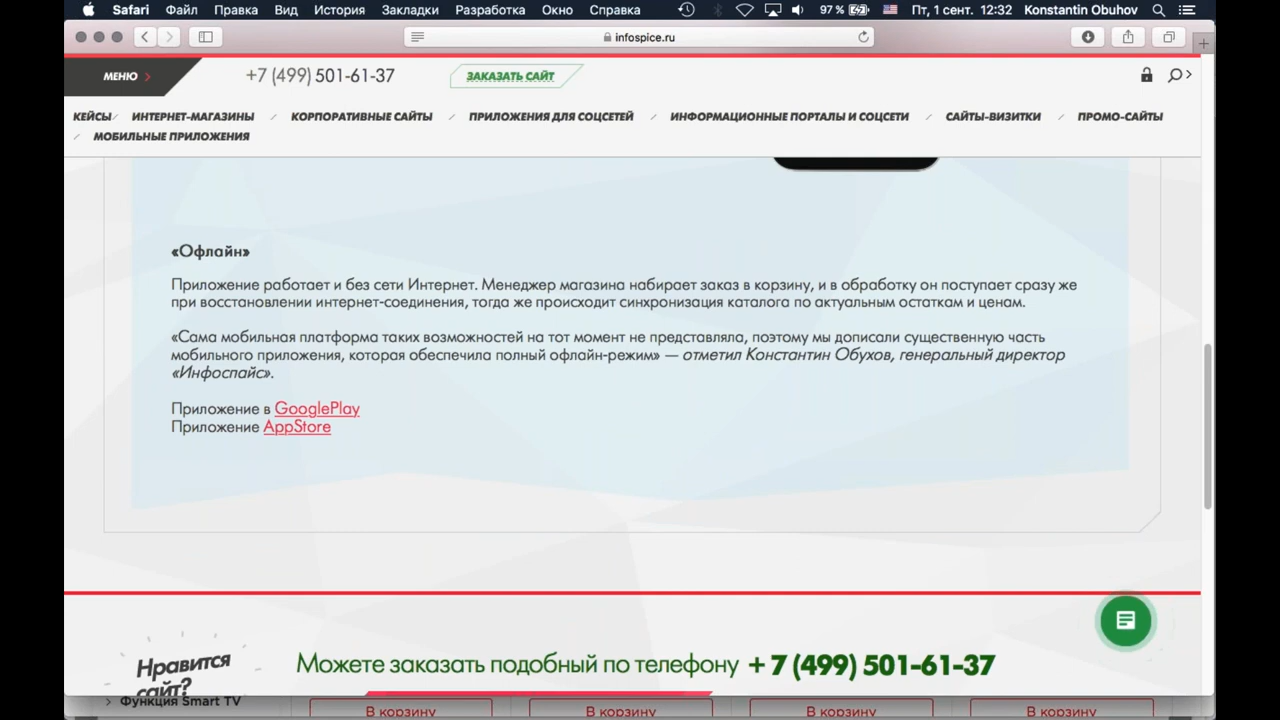 Safari Файл Правка Вид История Закладки Разработка Окно Справка 97 % Пт, 1 сент. 12:32 Konstantin Obuhov
infospice.ru
МЕНЮ +7 (499) 501-61-37 ЗАКАЗАТЬ САЙТ
КЕЙСЫ / ИНТЕРНЕТ-МАГАЗИНЫ / КОРПОРАТИВНЫЕ САЙТЫ / ПРИЛОЖЕНИЯ ДЛЯ СОЦСЕТЕЙ / ИНФОРМАЦИОННЫЕ ПОРТАЛЫ И СОЦСЕТИ / САЙТЫ-ВИЗИТКИ / ПРОМО-САЙТЫ
/ МОБИЛЬНЫЕ ПРИЛОЖЕНИЯ
«Офлайн»
Приложение работает и без сети Интернет. Менеджер магазина набирает заказ в корзину, и в обработку он поступает сразу же
при восстановлении интернет-соединения, тогда же происходит синхронизация каталога по актуальным остаткам и ценам.
«Сама мобильная платформа таких возможностей на тот момент не представляла, поэтому мы дописали существенную часть
мобильного приложения, которая обеспечила полный офлайн-режим» — отметил Константин Обухов, генеральный директор
«Инфоспайс».
Приложение в GooglePlay
Приложение AppStore
Нравится
сайт?
Можете заказать подобный по телефону + 7 (499) 501-61-37
Функция Smart TV
В корзину В корзину В корзину В корзину